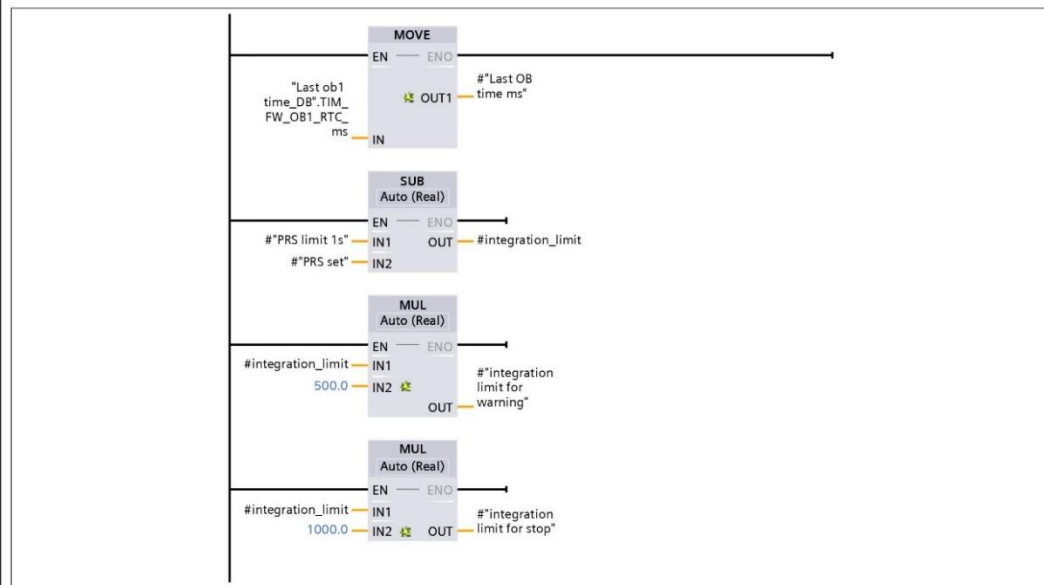 MOVE
EN
ENO
"Last ob1
time_DB".TIM_
FW_OB1_RTC_
ms
IN
OUT1
#"Last OB
time ms"
SUB
Auto (Real)
EN
ENO
#"PRS limit 1s"
IN1
OUT
#integration_limit
#"PRS set"
IN2
MUL
Auto (Real)
EN
ENO
#integration_limit
IN1
500.0
IN2
OUT
#"integration
limit for
warning"
MUL
Auto (Real)
EN
ENO
#integration_limit
IN1
1000.0
IN2
OUT
#"integration
limit for stop"